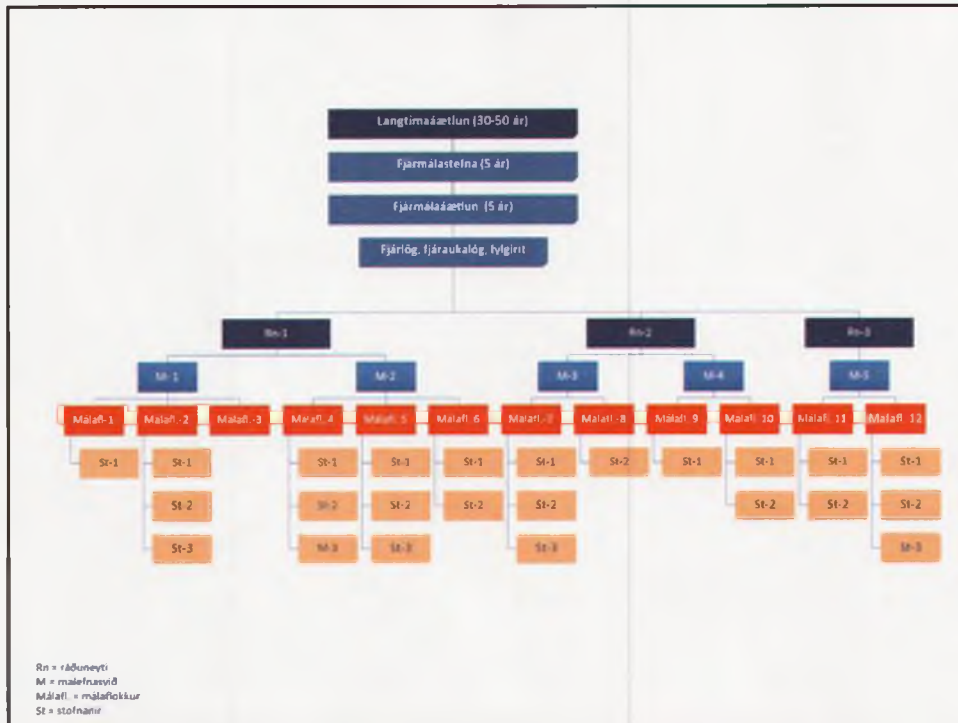 Langtímaáætlun (30-50 ár)
Fjármálastefna (5 ár)
Fjármálaáætlun (5 ár)
Fjárlög, fjáraukalög, fylgirit
Rn-1 Rn-2 Rn-3
M-1 M-2 M-3 M-4 M-5
Málafl-1 Málafl.-2 Málafl.-3 Málafl. 4 Málafl. 5 Málafl. 6 Málafl.-7 Málafl.-8 Málafl. 9 Málafl. 10 Málafl. 11 Málafl. 12
St-1 St-1 St-1 St-1 St-1 St-1 St-2 St-1 St-1 St-1 St-1
St-2 St-2 St-2 St-2 St-2 St-2 St-2 St-2
St-3 M-3 St-3 St-3 St-3
Rn = ráðuneyti
M = málefnasvið
Málafl. = málaflokkur
St = stofnanir